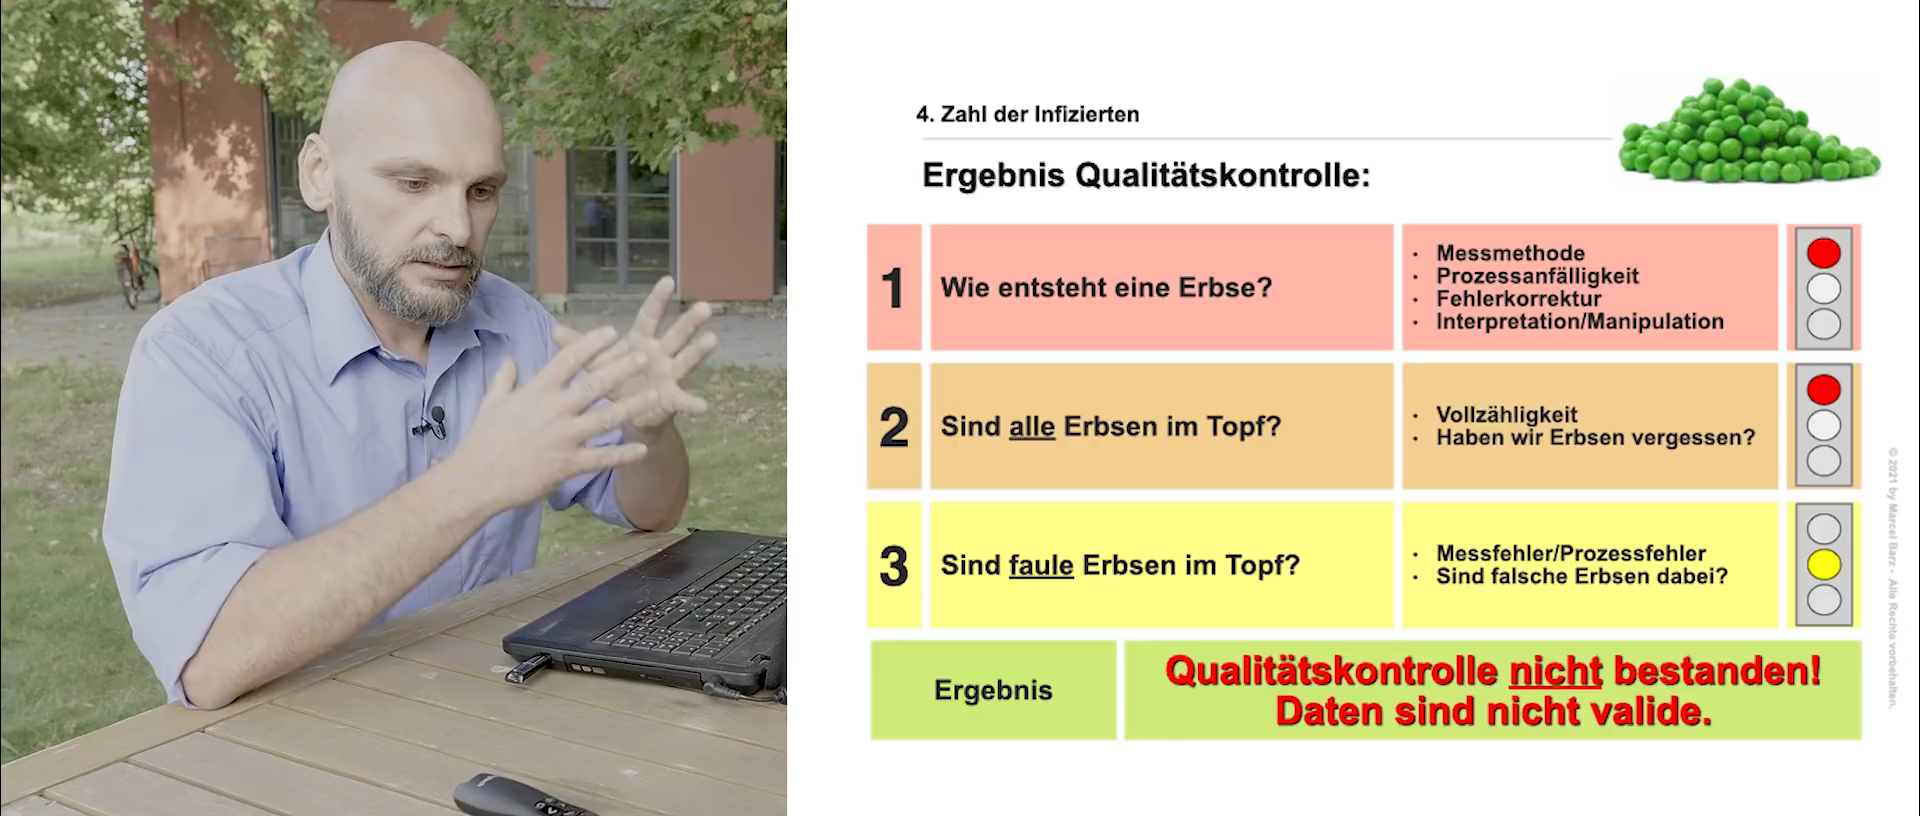 4. Zahl der Infizierten
Ergebnis Qualitätskontrolle:
1
Wie entsteht eine Erbse?
· Messmethode
· Prozessanfälligkeit
· Fehlerkorrektur
· Interpretation/Manipulation
2
Sind alle Erbsen im Topf?
· Vollzähligkeit
· Haben wir Erbsen vergessen?
3
Sind faule Erbsen im Topf?
· Messfehler/Prozessfehler
· Sind falsche Erbsen dabei?
Ergebnis
Qualitätskontrolle nicht bestanden!
Daten sind nicht valide.
© 2021 by Marcel Barz - Alle Rechte vorbehalten.